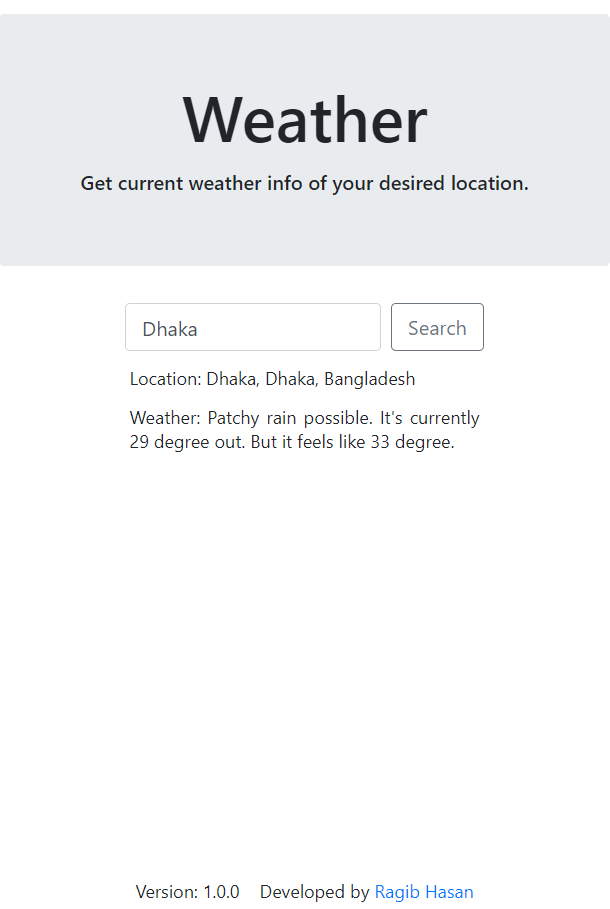 Weather
Get current weather info of your desired location.
Dhaka
Search
Location: Dhaka, Dhaka, Bangladesh
Weather: Patchy rain possible. It's currently
29 degree out. But it feels like 33 degree.
Version: 1.0.0 Developed by Ragib Hasan